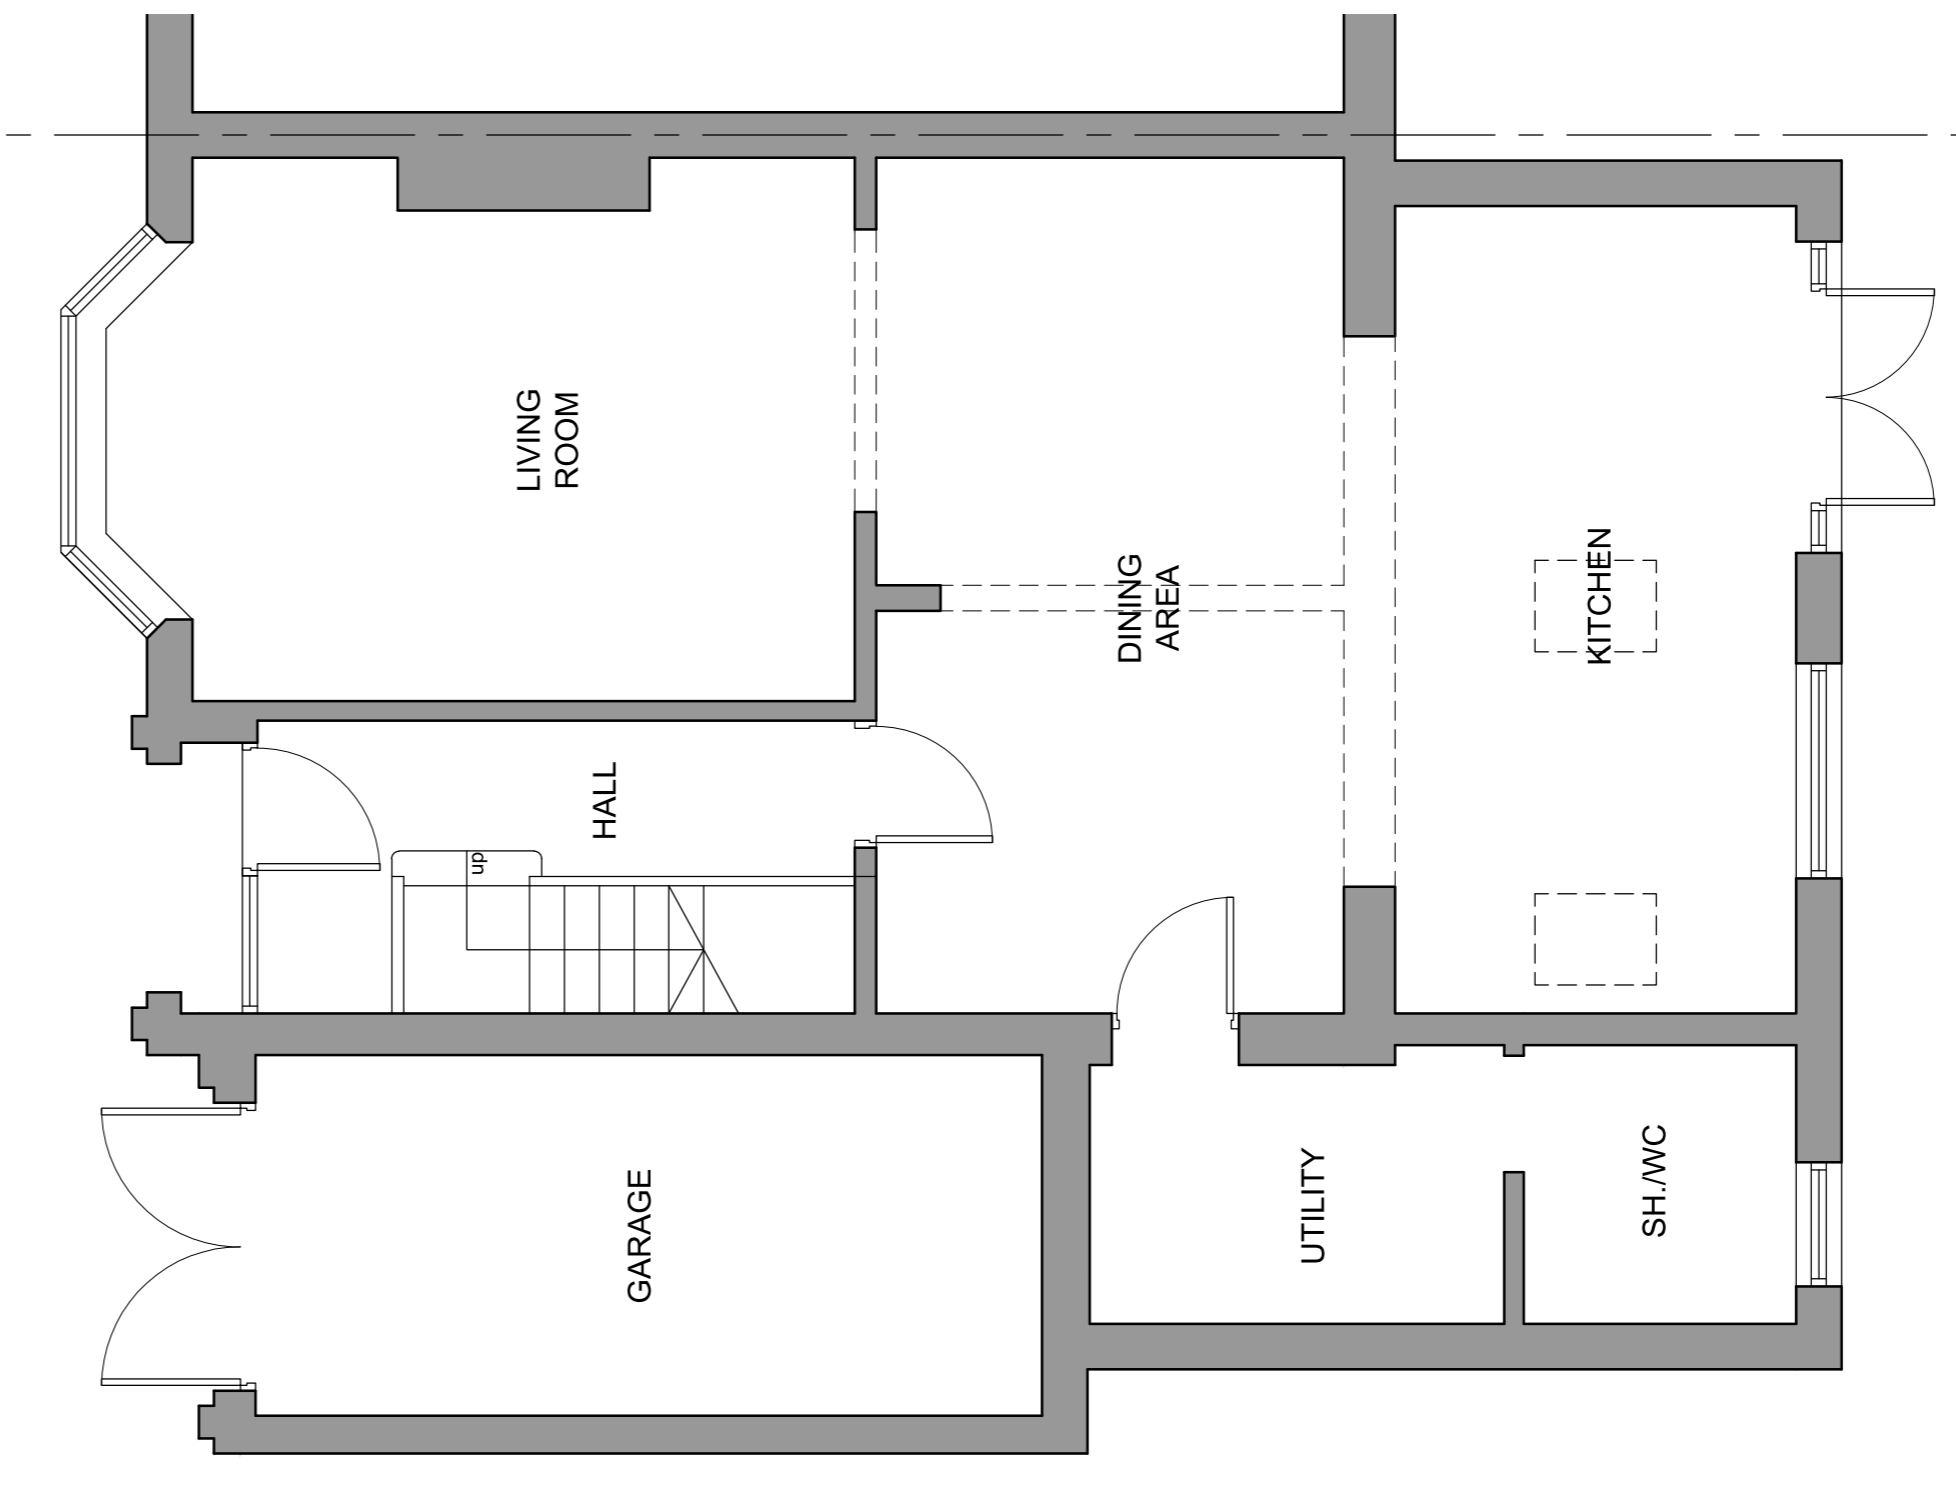 LIVING
ROOM
DINING
AREA
KITCHEN
HALL
up
GARAGE
UTILITY
SH./WC